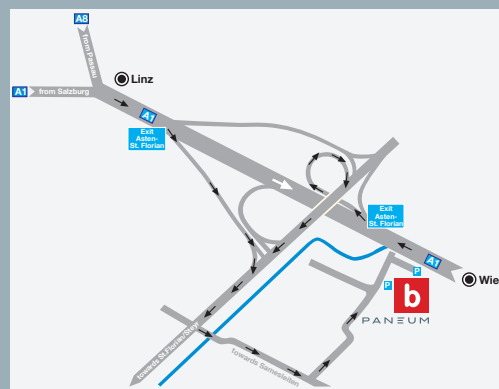 A8
from Passau
Linz
A1
from Salzburg
A1
Exit
Asten-
St. Florian
Exit
Asten-
St. Florian
A1
Wie
P
P
b
PANEUM
towards St.Florian/Steyr
towards Samesleiten